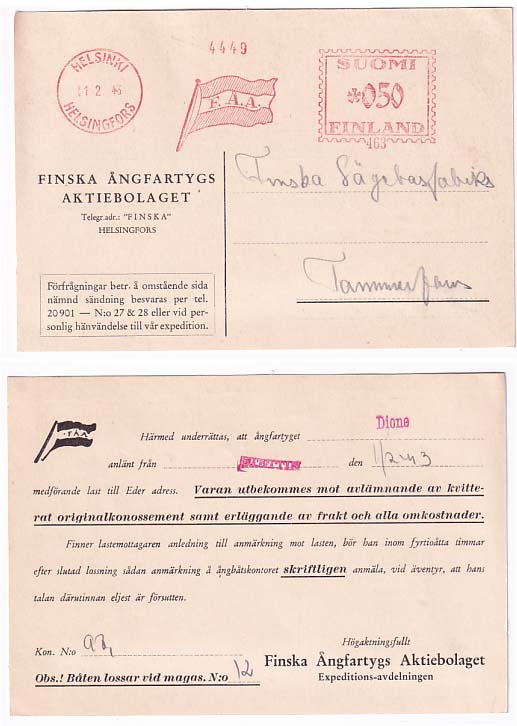 4449
HELSINKI
11 2 43
HELSINGFORS
F.Å.A.
SUOMI
050
FINLAND
463
FINSKA ÅNGFARTYGS
AKTIEBOLAGET
Telegr.adr.: "FINSKA"
HELSINGFORS
Förfrågningar betr. å omstående sida
nämnd sändning besvaras per tel.
20 901 — N:o 27 & 28 eller vid per-
sonlig hänvändelse till vår expedition.
Finska
Tammerfors
FÅA
Härmed underrättas, att ångfartyget Dione
anlänt från STETTIN den 1/2 43
medförande last till Eder adress. Varan utbekommes mot avlämnande av kvitte-
rat originalkonossement samt erläggande av frakt och alla omkostnader.
Finner lastemottagaren anledning till anmärkning mot lasten, bör han inom fyrtioåtta timmar
efter slutad lossning sådan anmärkning å ångbåtskontoret skriftligen anmäla, vid äventyr, att hans
talan därutinnan eljest är försutten.
Kon. N:o
Obs.! Båten lossar vid magas. N:o 12
Högaktningsfullt
Finska Ångfartygs Aktiebolaget
Expeditions-avdelningen